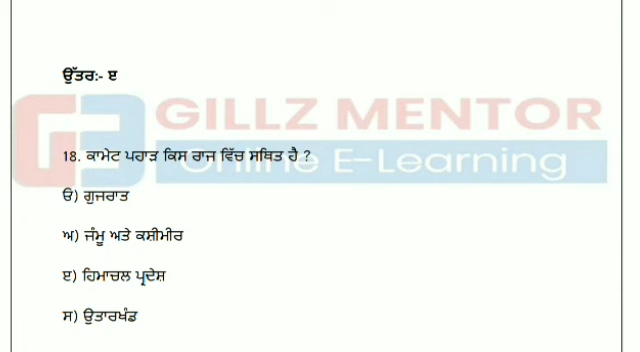 ਉੱਤਰ:- ੲ
GILLZ MENTOR
Online E-Learning
18. ਕਾਮੇਟ ਪਹਾੜ ਕਿਸ ਰਾਜ ਵਿੱਚ ਸਥਿਤ ਹੈ ?
ੳ) ਗੁਜਰਾਤ
ਅ) ਜੰਮੂ ਅਤੇ ਕਸ਼ੀਮੀਰ
ੲ) ਹਿਮਾਚਲ ਪ੍ਰਦੇਸ਼
ਸ) ਉਤਾਰਖੰਡ